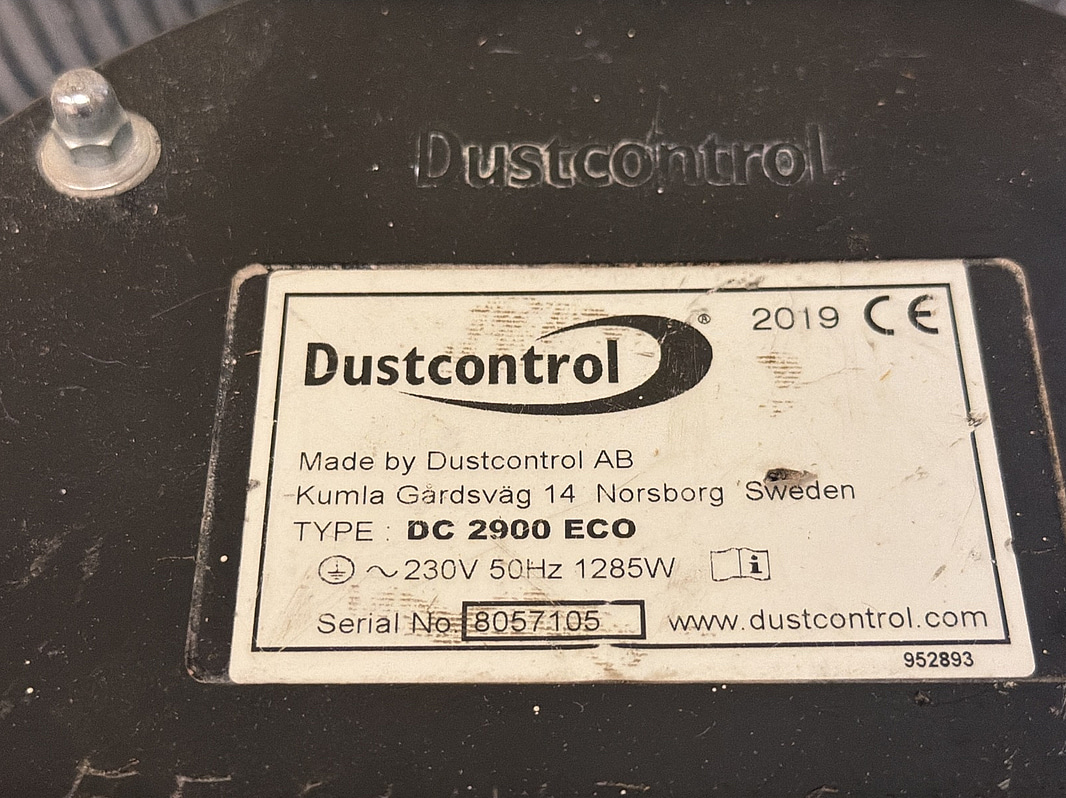 Dustcontrol
2019 CE
Dustcontrol®
Made by Dustcontrol AB
Kumla Gårdsväg 14 Norsborg Sweden
TYPE : DC 2900 ECO
~230V 50Hz 1285W i
Serial No. 8057105 www.dustcontrol.com
952893